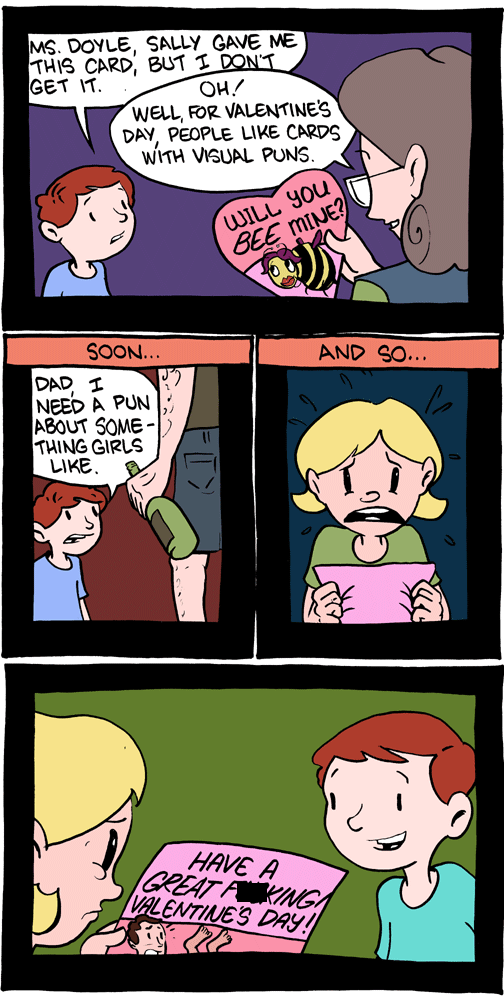 MS. DOYLE, SALLY GAVE ME
THIS CARD, BUT I DON'T
GET IT.
OH!
WELL, FOR VALENTINE'S
DAY, PEOPLE LIKE CARDS
WITH VISUAL PUNS.
WILL YOU
BEE MINE?
SOON...
DAD, I
NEED A PUN
ABOUT SOME-
THING GIRLS
LIKE.
AND SO...
HAVE A
GREAT F██KING!
VALENTINE'S DAY!